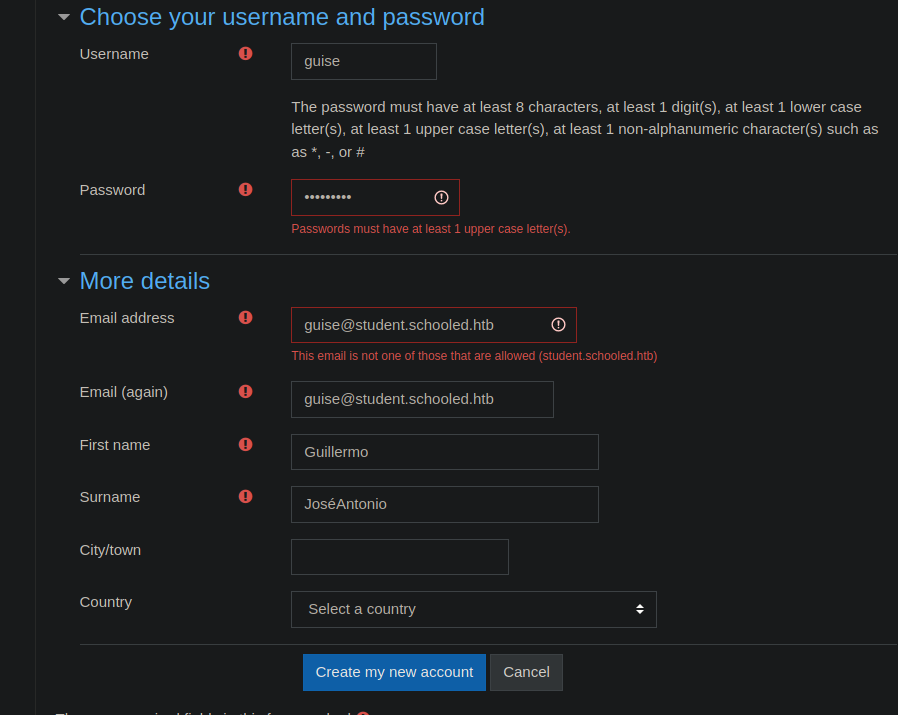 Choose your username and password
Username
guise
The password must have at least 8 characters, at least 1 digit(s), at least 1 lower case
letter(s), at least 1 upper case letter(s), at least 1 non-alphanumeric character(s) such as
as *, -, or #
Password
•••••••••
Passwords must have at least 1 upper case letter(s).
More details
Email address
guise@student.schooled.htb
This email is not one of those that are allowed (student.schooled.htb)
Email (again)
guise@student.schooled.htb
First name
Guillermo
Surname
JoséAntonio
City/town
Country
Select a country
Create my new account
Cancel